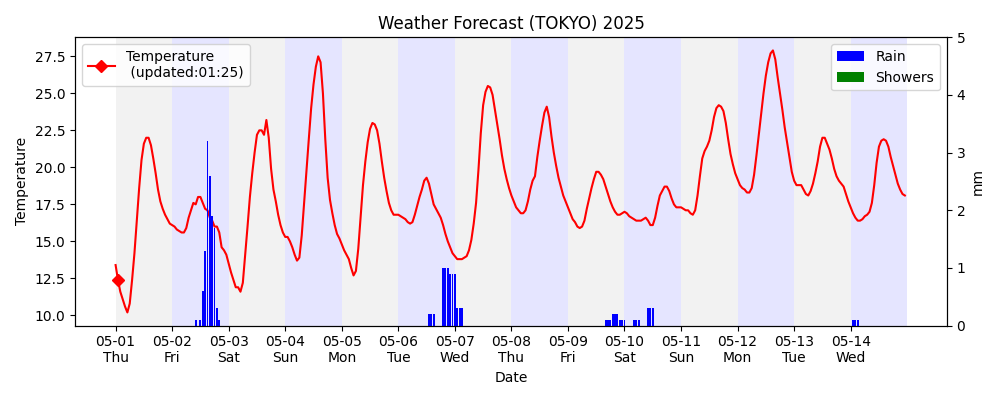 Weather Forecast (TOKYO) 2025
Temperature
(updated:01:25)
Rain
Showers
Temperature
27.5
25.0
22.5
20.0
17.5
15.0
12.5
10.0
5
4
3
2
1
0
mm
05-01 05-02 05-03 05-04 05-05 05-06 05-07 05-08 05-09 05-10 05-11 05-12 05-13 05-14
Thu Fri Sat Sun Mon Tue Wed Thu Fri Sat Sun Mon Tue Wed
Date